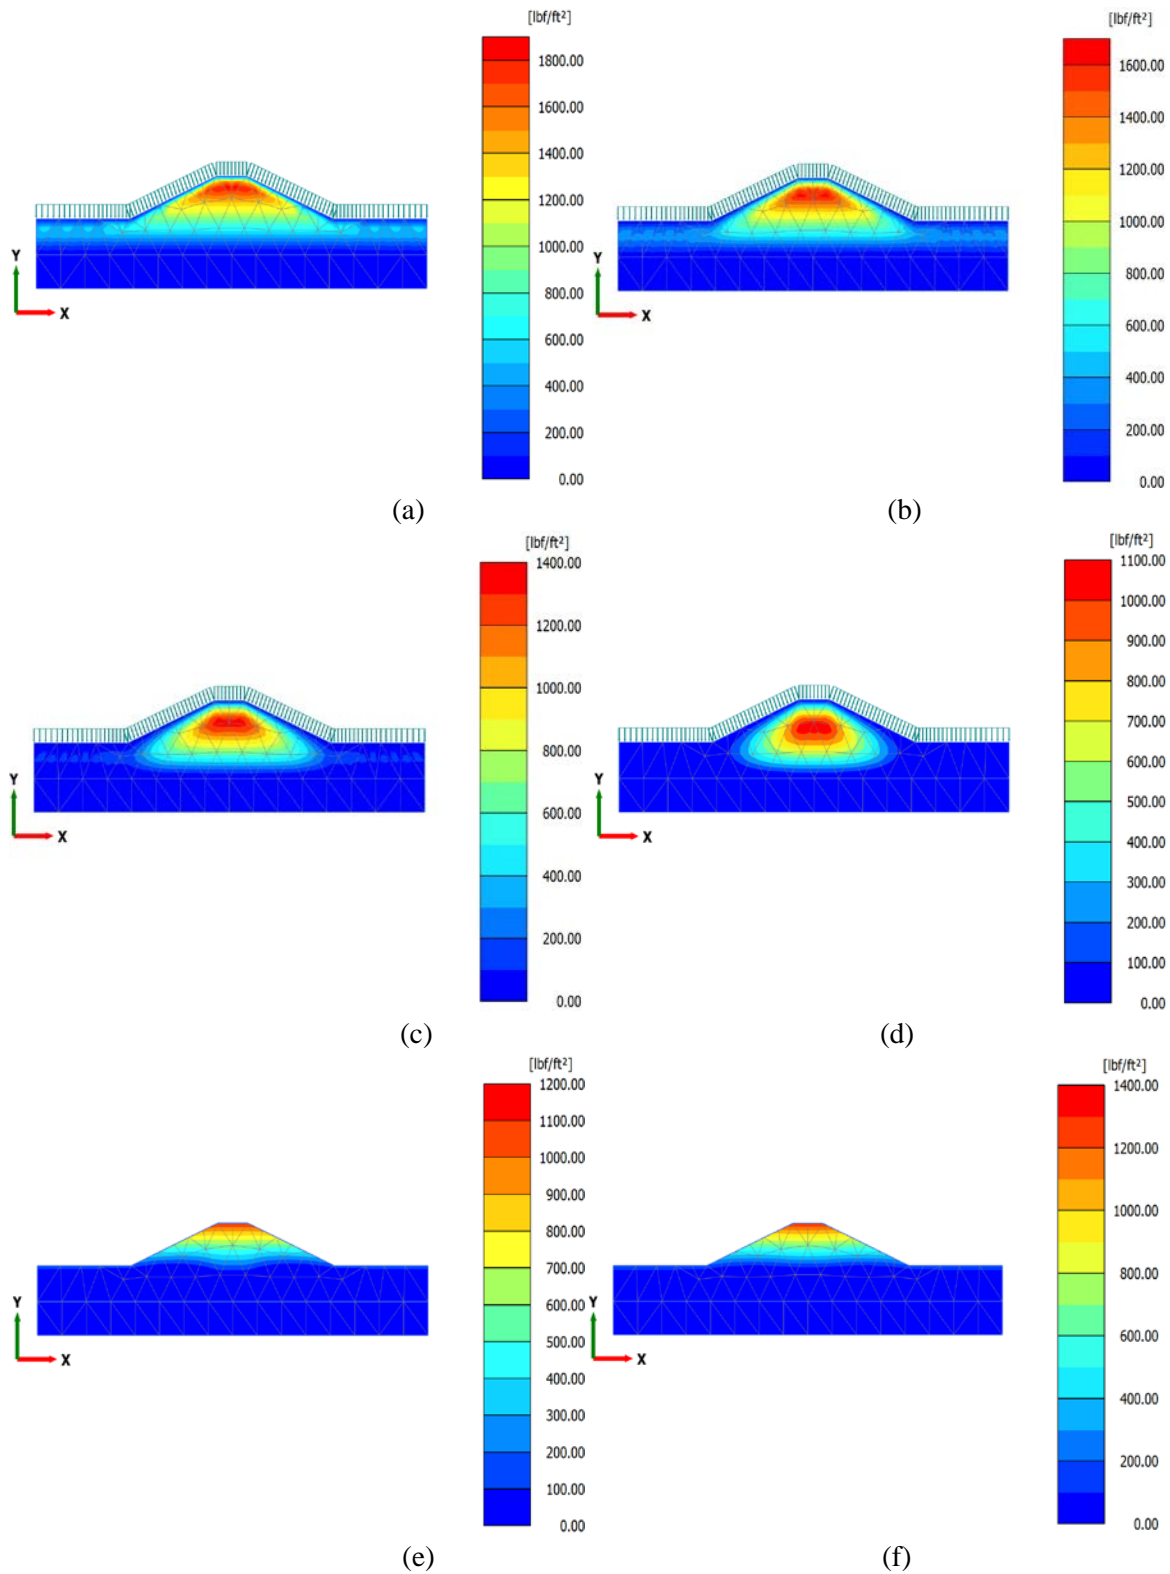 [lbf/ft²]
1800.00
1600.00
1400.00
1200.00
1000.00
800.00
600.00
400.00
200.00
0.00
Y
X
(a)
[lbf/ft²]
1600.00
1400.00
1200.00
1000.00
800.00
600.00
400.00
200.00
0.00
Y
X
(b)
[lbf/ft²]
1400.00
1200.00
1000.00
800.00
600.00
400.00
200.00
0.00
Y
X
(c)
[lbf/ft²]
1100.00
1000.00
900.00
800.00
700.00
600.00
500.00
400.00
300.00
200.00
100.00
0.00
Y
X
(d)
[lbf/ft²]
1200.00
1100.00
1000.00
900.00
800.00
700.00
600.00
500.00
400.00
300.00
200.00
100.00
0.00
Y
X
(e)
[lbf/ft²]
1400.00
1200.00
1000.00
800.00
600.00
400.00
200.00
0.00
Y
X
(f)